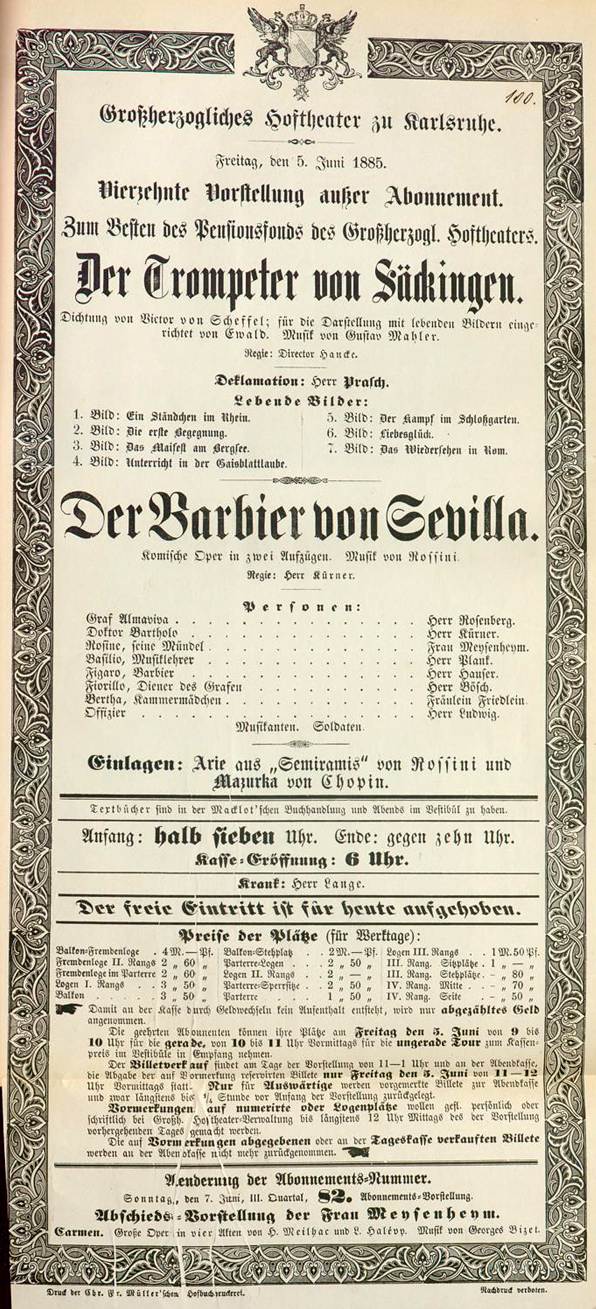 100.
Großherzogliches Hoftheater zu Karlsruhe.
Freitag, den 5. Juni 1885.
Vierzehnte Vorstellung außer Abonnement.
Zum Besten des Pensionsfonds des Großherzogl. Hoftheaters.
Der Trompeter von Säckingen.
Dichtung von Victor von Scheffel; für die Darstellung mit lebenden Bildern einge-
richtet von Ewald. Musik von Gustav Mahler.
Regie: Director Hancke.
Deklamation: Herr Prasch.
Lebende Bilder:
1. Bild: Ein Ständchen im Rhein.
2. Bild: Die erste Begegnung.
3. Bild: Das Maifest am Bergsee.
4. Bild: Unterricht in der Gaisblattlaube.
5. Bild: Der Kampf im Schloßgarten.
6. Bild: Liebesglück.
7. Bild: Das Wiedersehen in Rom.
Der Barbier von Sevilla.
Komische Oper in zwei Aufzügen. Musik von Rossini.
Regie: Herr Kürner.
Personen:
Graf Almaviva . . . . . . . . . . . . . . Herr Rosenberg.
Doktor Bartholo . . . . . . . . . . . . . . Herr Kürner.
Rosine, seine Mündel . . . . . . . . . . . . Frau Meysenheym.
Basilio, Musiklehrer . . . . . . . . . . . . . Herr Plank.
Figaro, Barbier . . . . . . . . . . . . . . Herr Hauser.
Fiorillo, Diener des Grafen . . . . . . . . . . Herr Bösch.
Bertha, Kammermädchen . . . . . . . . . . . Fräulein Friedlein.
Offizier . . . . . . . . . . . . . . . . Herr Ludwig.
Musikanten. Soldaten.
Einlagen: Arie aus „Semiramis“ von Rossini und
Mazurka von Chopin.
Textbücher sind in der Macklot'schen Buchhandlung und Abends im Vestibül zu haben.
Anfang: halb sieben Uhr. Ende: gegen zehn Uhr.
Kasse-Eröffnung: 6 Uhr.
Krank: Herr Lange.
Der freie Eintritt ist für heute aufgehoben.
Preise der Plätze (für Werktage):
Balkon-Fremdenloge . 4 M. — Pf. Balkon-Stehplatz . . 2 M. — Pf. Logen III. Rangs . . 1 M. 50 Pf.
Fremdenloge II. Rangs 2 „ 60 „ Parterre-Logen . . . 2 „ 50 „ III. Rang. Sitzplätze . 1 „ — „
Fremdenloge im Parterre 2 „ 60 „ Logen II. Rangs . . . 2 „ — „ III. Rang. Stehplätze . — „ 80 „
Logen I. Rangs . . . 3 „ 50 „ Parterre-Sperrsitze . . 2 „ 50 „ IV. Rang. Mitte . . — „ 70 „
Balkon . . . . . 3 „ 50 „ Parterre . . . . 1 „ 50 „ IV. Rang. Seite . . — „ 50 „
Damit an der Kasse durch Geldwechseln kein Aufenthalt entsteht, wird nur abgezähltes Geld
angenommen.
Die geehrten Abonnenten können ihre Plätze am Freitag den 5. Juni von 9 bis
10 Uhr für die gerade, von 10 bis 11 Uhr Vormittags für die ungerade Tour zum Kassen-
preis im Vestibüle in Empfang nehmen.
Der Billetverkauf findet am Tage der Vorstellung von 11—1 Uhr und an der Abendkasse,
die Abgabe der auf Vormerkung reservirten Billete nur Freitag den 5. Juni von 11—12
Uhr Vormittags statt. Nur für Auswärtige werden vorgemerkte Billete zur Abendkasse
und zwar längstens bis Stunde vor Anfang der Vorstellung zurückgelegt.
Vormerkungen auf numerirte oder Logenplätze wollen gefl. persönlich oder
schriftlich bei Großh. Hoftheater-Verwaltung bis längstens 12 Uhr Mittags des der Vorstellung
vorhergehenden Tages gemacht werden.
Die auf Vormerkungen abgegebenen oder an der Tageskasse verkauften Billete
werden an der Abendkasse nicht mehr zurückgenommen.
Aenderung der Abonnements-Nummer.
Sonntag, den 7. Juni, III. Quartal, 82. Abonnements-Vorstellung.
Abschieds-Vorstellung der Frau Meysenheym.
Carmen. Große Oper in vier Akten von H. Meilhac und L. Halévy. Musik von Georges Bizet.
Druck der Chr. Fr. Müller'schen Hofbuchdruckerei.
Nachdruck verboten.